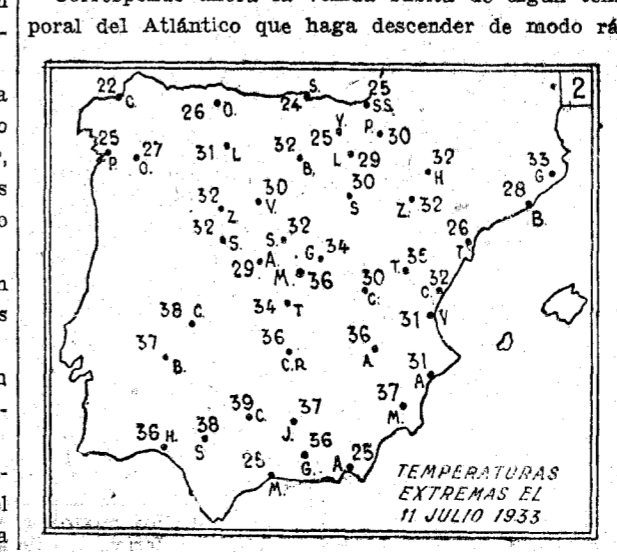 poral del Atlántico que haga descender de modo rá
2
22 C.
26 O.
S. 24
25 S.S.
25 P.
27 O.
31 L
32 B.
25 V.
L 29
P. 30
32 H
33 G
28 B.
32 Z.
30 V.
30 S
Z. 32
26 T.
32 S.
S. 32
29 A.
G. 34
M. 36
T. 35
30 C.
C. 32
31 V
38 C.
34 T
37 B.
36 C.R.
36 A.
31 A.
39 C.
37 J.
37 M.
36 H.
38 S
36 G.
A. 25
M.
TEMPERATURAS
EXTREMAS EL
11 JULIO 1933